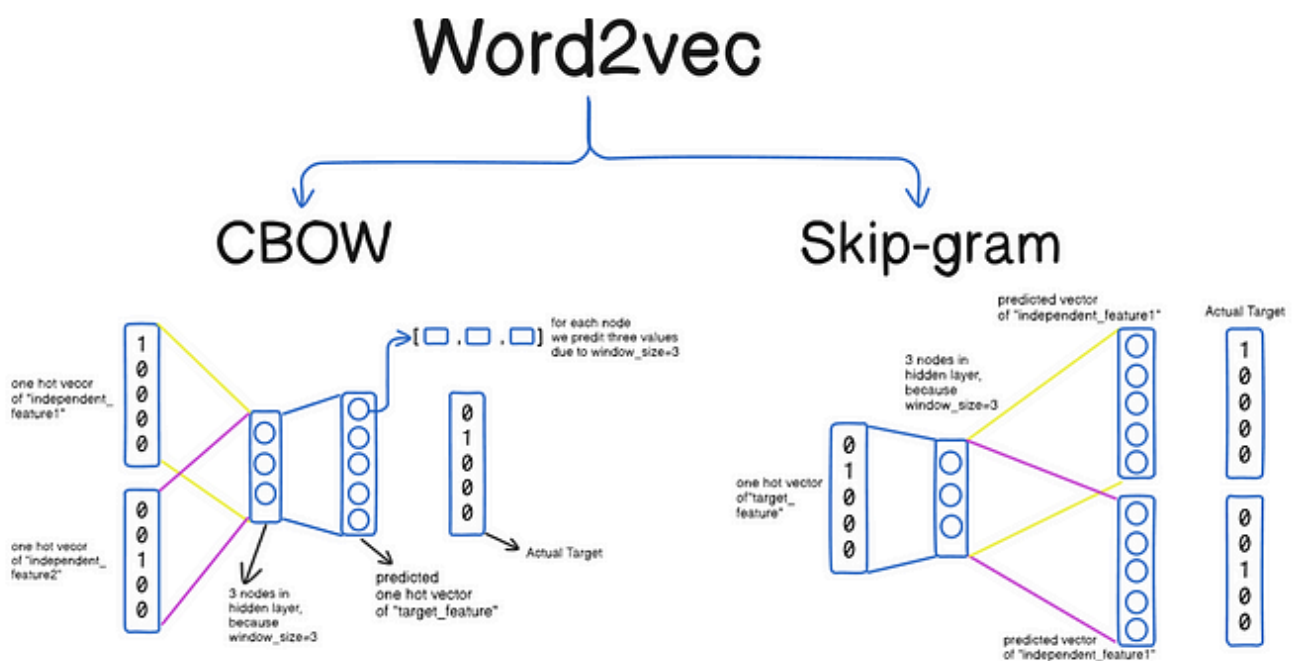 Word2vec
CBOW
Skip-gram
1
0
0
0
0
one hot vecor
of "independent_
feature1"
0
0
1
0
0
one hot vecor
of "independent_
feature2"
3 nodes in
hidden layer,
because
window_size=3
[ , , ]
for each node
we predit three values
due to window_size=3
predicted
one hot vector
of "target_feature"
0
1
0
0
0
Actual Target
one hot vector
of"target_
feature"
0
1
0
0
0
3 nodes in
hidden layer,
because
window_size=3
predicted vector
of "independent_feature1"
Actual Target
1
0
0
0
0
0
0
1
0
0
predicted vector
of "independent_feature1"